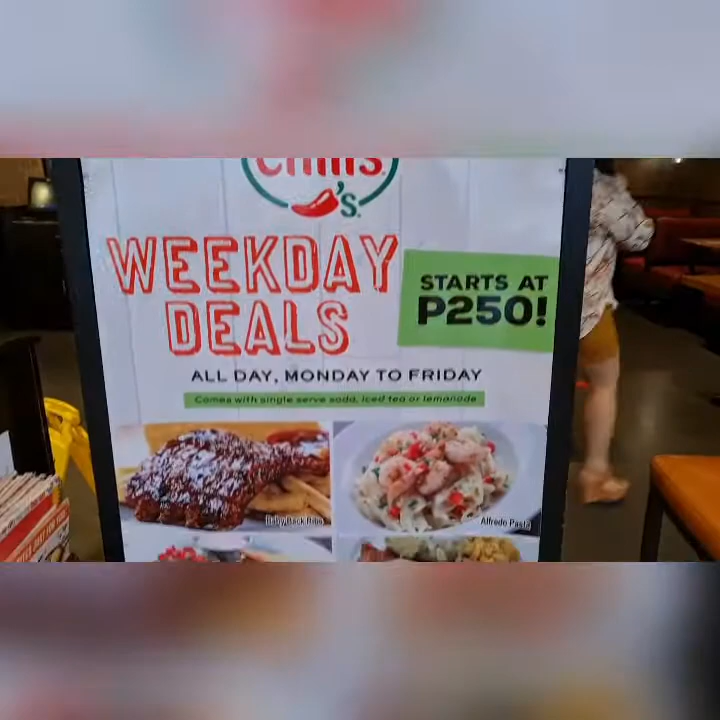 Chili's
WEEKDAY
DEALS
STARTS AT
P250!
ALL DAY, MONDAY TO FRIDAY
Comes with single serve soda, iced tea or lemonade
Baby Back Ribs
Alfredo Pasta